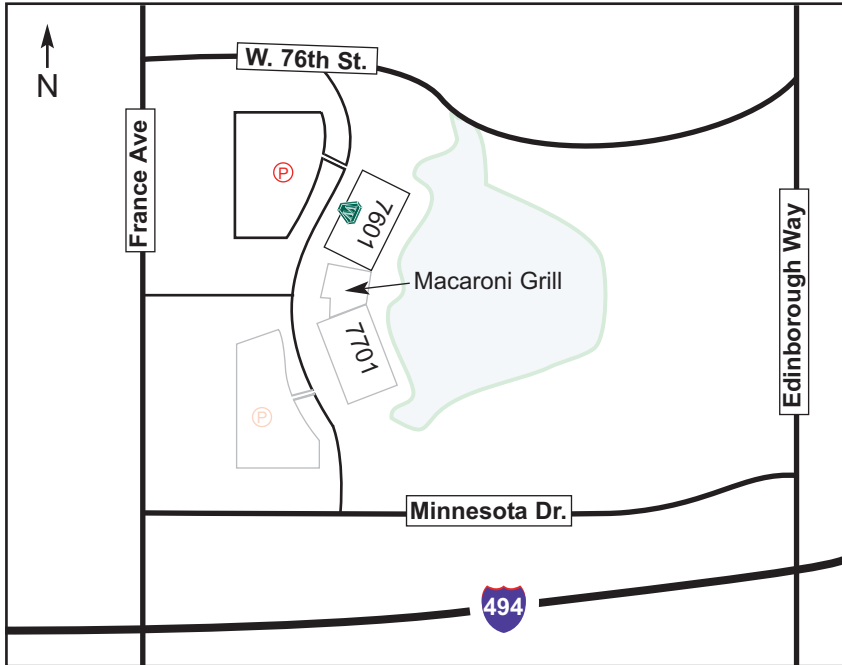 W. 76th St.
N
France Ave
P
7601
Macaroni Grill
7701
Edinborough Way
P
Minnesota Dr.
494